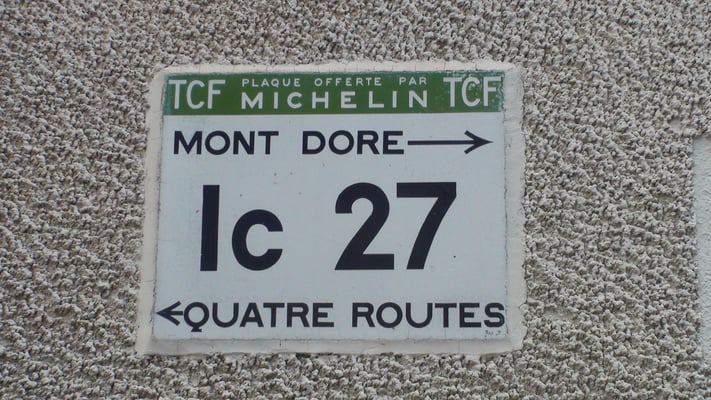 TCF PLAQUE OFFERTE PAR TCF
MICHELIN
MONT DORE →
Ic 27
← QUATRE ROUTES